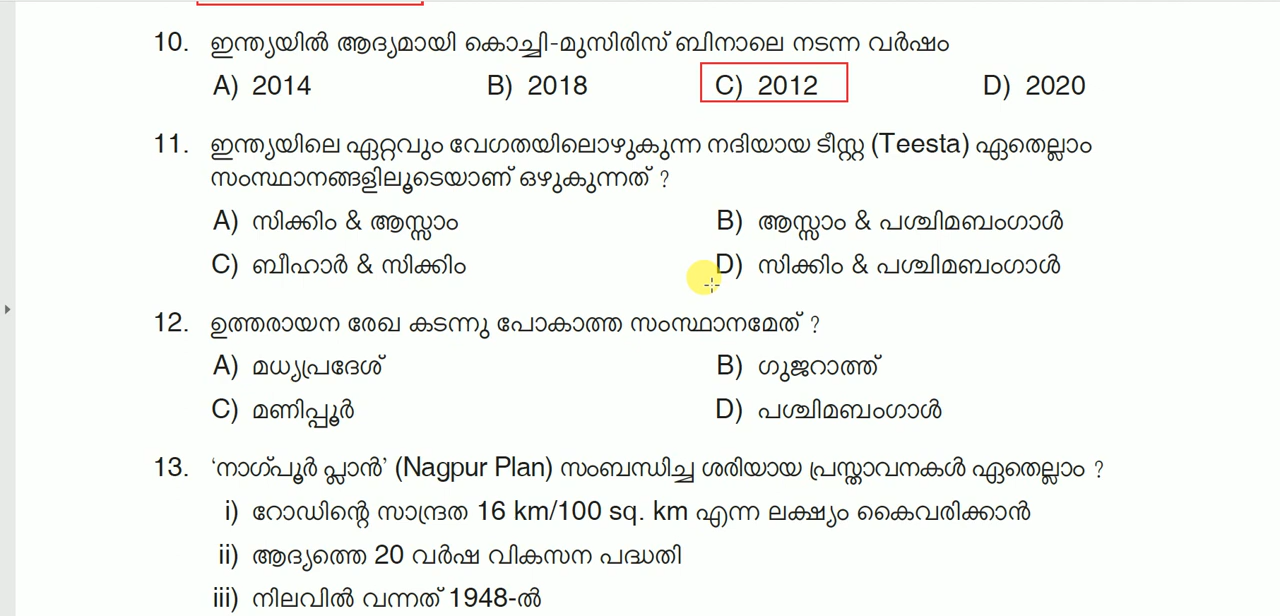 10. ഇന്ത്യയിൽ ആദ്യമായി കൊച്ചി-മുസിരിസ് ബിനാലെ നടന്ന വർഷം
A) 2014 B) 2018 C) 2012 D) 2020
11. ഇന്ത്യയിലെ ഏറ്റവും വേഗതയിലൊഴുകുന്ന നദിയായ ടീസ്റ്റ (Teesta) ഏതെല്ലാം
സംസ്ഥാനങ്ങളിലൂടെയാണ് ഒഴുകുന്നത് ?
A) സിക്കിം & ആസ്സാം B) ആസ്സാം & പശ്ചിമബംഗാൾ
C) ബീഹാർ & സിക്കിം D) സിക്കിം & പശ്ചിമബംഗാൾ
12. ഉത്തരായന രേഖ കടന്നു പോകാത്ത സംസ്ഥാനമേത് ?
A) മധ്യപ്രദേശ് B) ഗുജറാത്ത്
C) മണിപ്പൂർ D) പശ്ചിമബംഗാൾ
13. ‘നാഗ്പൂർ പ്ലാൻ’ (Nagpur Plan) സംബന്ധിച്ച ശരിയായ പ്രസ്താവനകൾ ഏതെല്ലാം ?
i) റോഡിന്റെ സാന്ദ്രത 16 km/100 sq. km എന്ന ലക്ഷ്യം കൈവരിക്കാൻ
ii) ആദ്യത്തെ 20 വർഷ വികസന പദ്ധതി
iii) നിലവിൽ വന്നത് 1948-ൽ